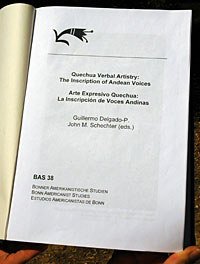 Quechua Verbal Artistry:
The Inscription of Andean Voices
Arte Expresivo Quechua:
La Inscripción de Voces Andinas
Guillermo Delgado-P.
John M. Schechter (eds.)
BAS 38
BONNER AMERIKANISTISCHE STUDIEN
BONN AMERICANIST STUDIES
ESTUDIOS AMERICANISTAS DE BONN